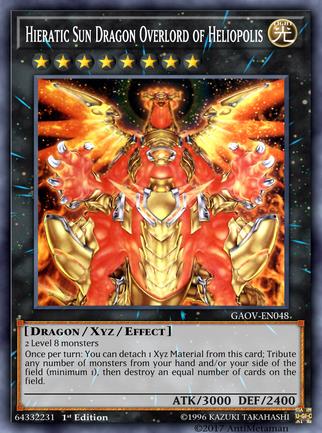 Hieratic Sun Dragon Overlord of Heliopolis
LIGHT
光
GAOV-EN048
[Dragon / Xyz / Effect]
2 Level 8 monsters
Once per turn: You can detach 1 Xyz Material from this card; Tribute
any number of monsters from your hand and/or your side of the
field (minimum 1), then destroy an equal number of cards on the
field.
ATK/3000 DEF/2400
64332231 1st Edition ©1996 KAZUKI TAKAHASHI
©2017 AntiMetaman